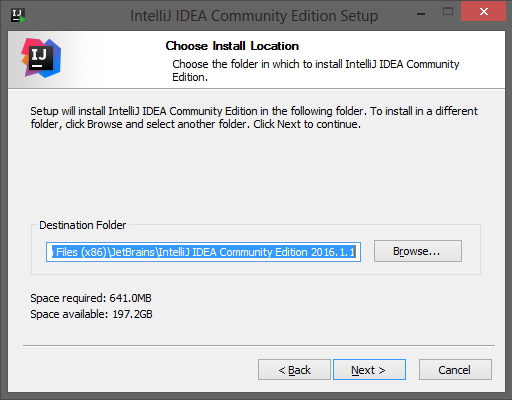 IJ
IntelliJ IDEA Community Edition Setup
IJ
Choose Install Location
Choose the folder in which to install IntelliJ IDEA Community
Edition.
Setup will install IntelliJ IDEA Community Edition in the following folder. To install in a different
folder, click Browse and select another folder. Click Next to continue.
Destination Folder
Files (x86)\JetBrains\IntelliJ IDEA Community Edition 2016.1.1
Browse...
Space required: 641.0MB
Space available: 197.2GB
< Back
Next >
Cancel